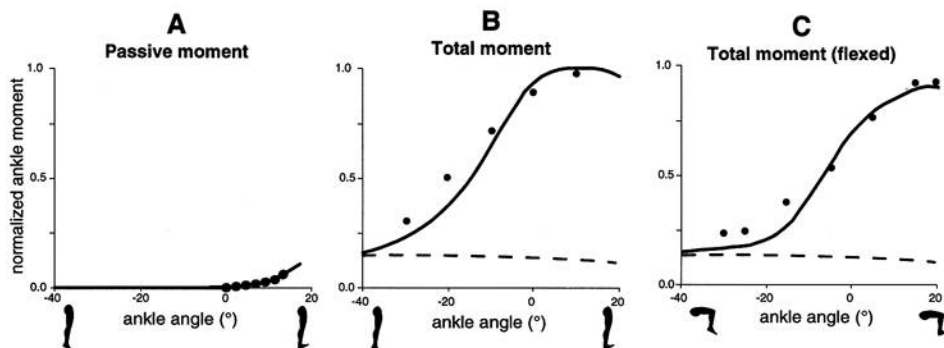 A
Passive moment
normalized ankle moment
1.0
0.5
0.0
-40
-20
0
20
ankle angle (°)
B
Total moment
1.0
0.5
0.0
-40
-20
0
20
ankle angle (°)
C
Total moment (flexed)
1.0
0.5
0.0
-40
-20
0
20
ankle angle (°)